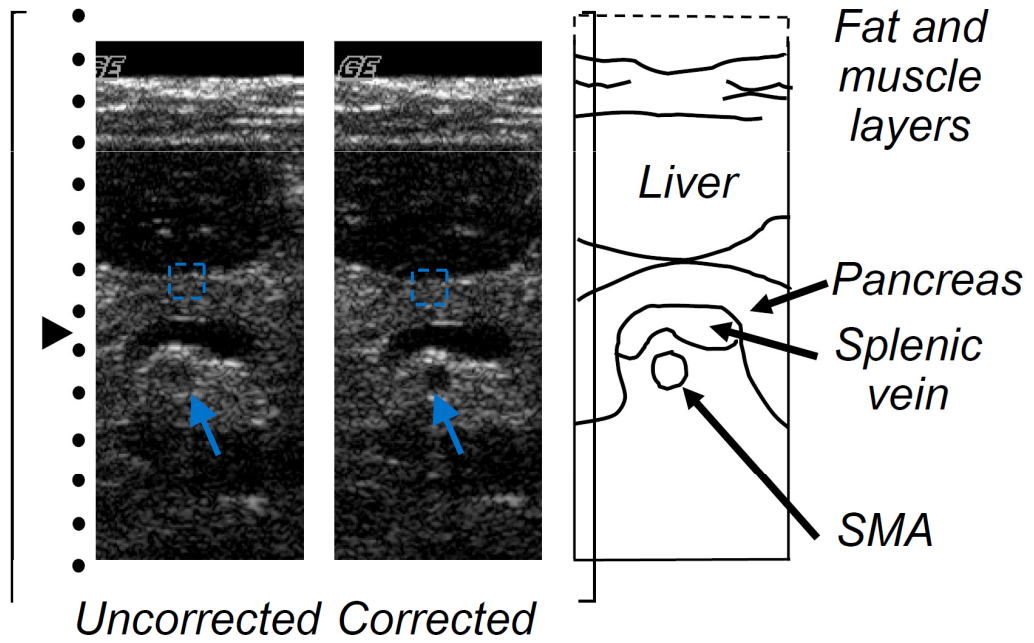 GE
GE
Fat and
muscle
layers
Liver
Pancreas
Splenic
vein
SMA
Uncorrected
Corrected